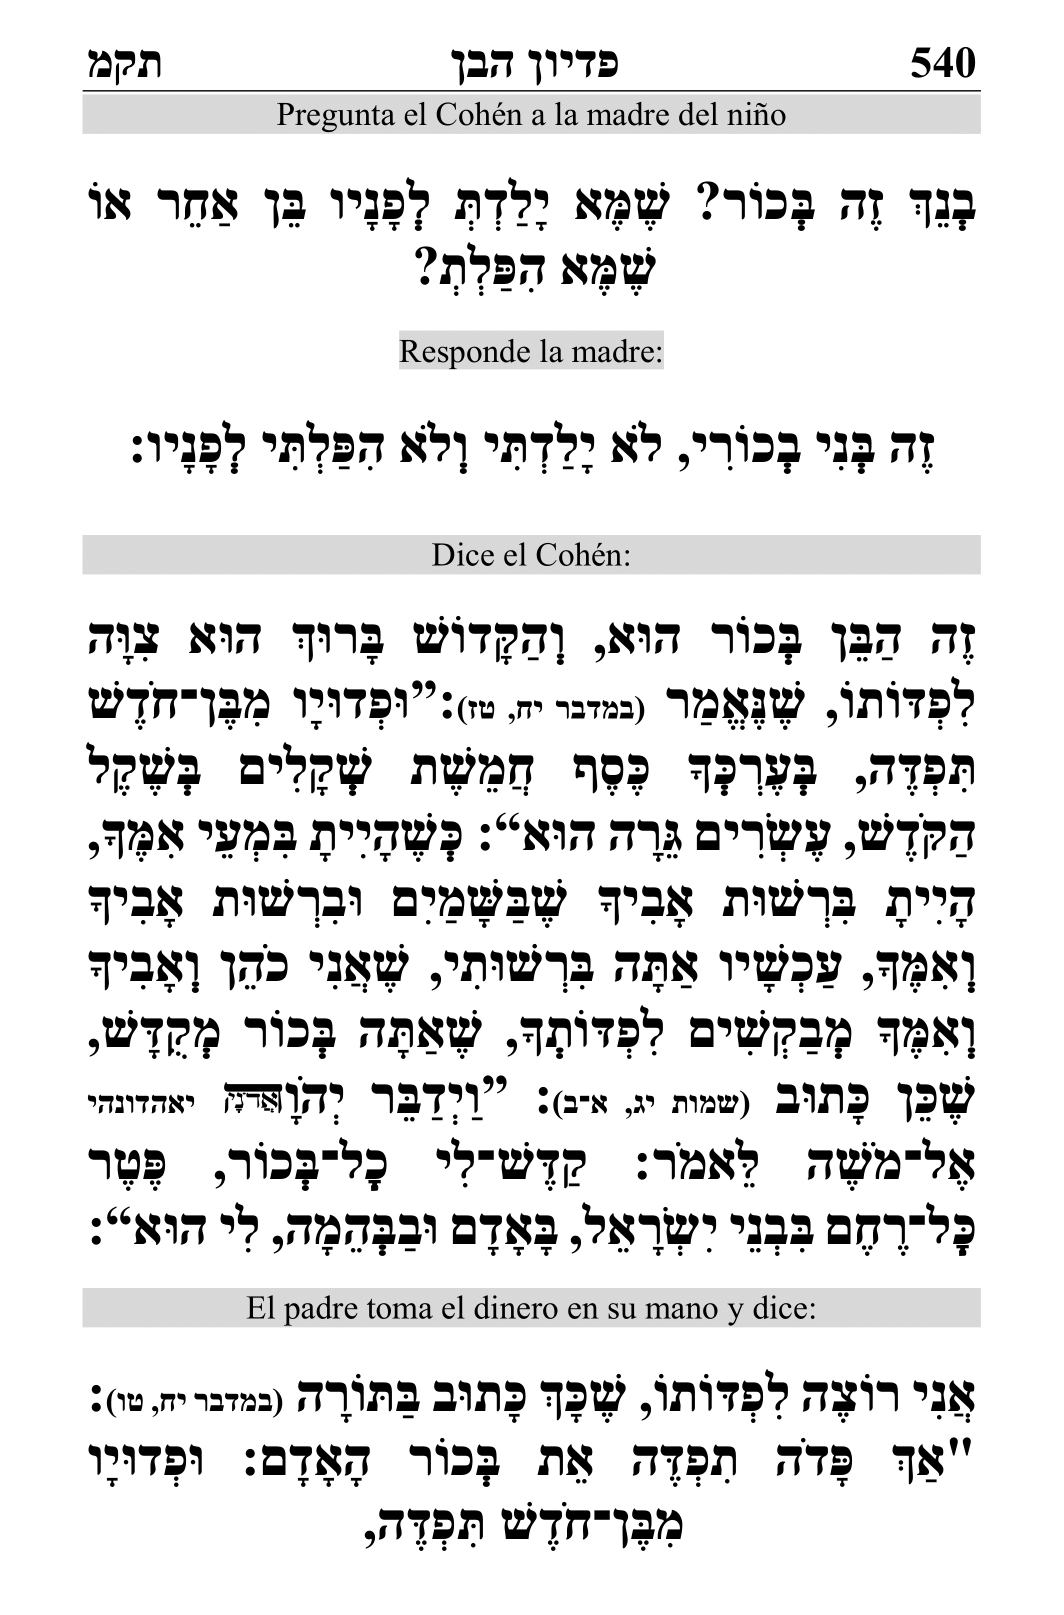 540 פדיון הבן תקמ
Pregunta el Cohén a la madre del niño
בְּנֵךְ זֶה בְּכוֹר? שֶׁמֶּא יָלַדְתְּ לְפָנָיו בֵּן אַחֵר אוֹ
שֶׁמֶּא הִפַּלְתְּ?
Responde la madre:
זֶה בְּנִי בְכוֹרִי, לֹא יָלַדְתִּי וְלֹא הִפַּלְתִּי לְפָנָיו:
Dice el Cohén:
זֶה הַבֵּן בְּכוֹר הוּא, וְהַקָּדוֹשׁ בָּרוּךְ הוּא צִוָּה
לִפְדּוֹתוֹ, שֶׁנֶּאֱמַר (במדבר יח, טז):”וּפְדוּיָו מִבֶּן־חֹדֶשׁ
תִּפְדֶּה, בְּעֶרְכְּךָ כֶּסֶף חֲמֵשֶׁת שְׁקָלִים בְּשֶׁקֶל
הַקֹּדֶשׁ, עֶשְׂרִים גֵּרָה הוּא“: כְּשֶׁהָיִיתָ בִּמְעֵי אִמֶּךָ,
הָיִיתָ בִּרְשׁוּת אָבִיךָ שֶׁבַּשָּׁמַיִם וּבִרְשׁוּת אָבִיךָ
וְאִמֶּךָ, עַכְשָׁיו אַתָּה בִּרְשׁוּתִי, שֶׁאֲנִי כֹהֵן וְאָבִיךָ
וְאִמֶּךָ מְבַקְשִׁים לִפְדּוֹתְךָ, שֶׁאַתָּה בְּכוֹר מְקֻדָּשׁ,
שֶׁכֵּן כָּתוּב (שמות יג, א־ב): ”וַיְדַבֵּר יְהֹוָאֲדֹנָי יאהדונהי
אֶל־מֹשֶׁה לֵּאמֹר: קַדֶּשׁ־לִי כָל־בְּכוֹר, פֶּטֶר
כָּל־רֶחֶם בִּבְנֵי יִשְׂרָאֵל, בָּאָדָם וּבַבְּהֵמָה, לִי הוּא“:
El padre toma el dinero en su mano y dice:
אֲנִי רוֹצֶה לִפְדּוֹתוֹ, שֶׁכָּךְ כָּתוּב בַּתּוֹרָה (במדבר יח, טו):
"אַךְ פָּדֹה תִפְדֶּה אֵת בְּכוֹר הָאָדָם: וּפְדוּיָו
מִבֶּן־חֹדֶשׁ תִּפְדֶּה,